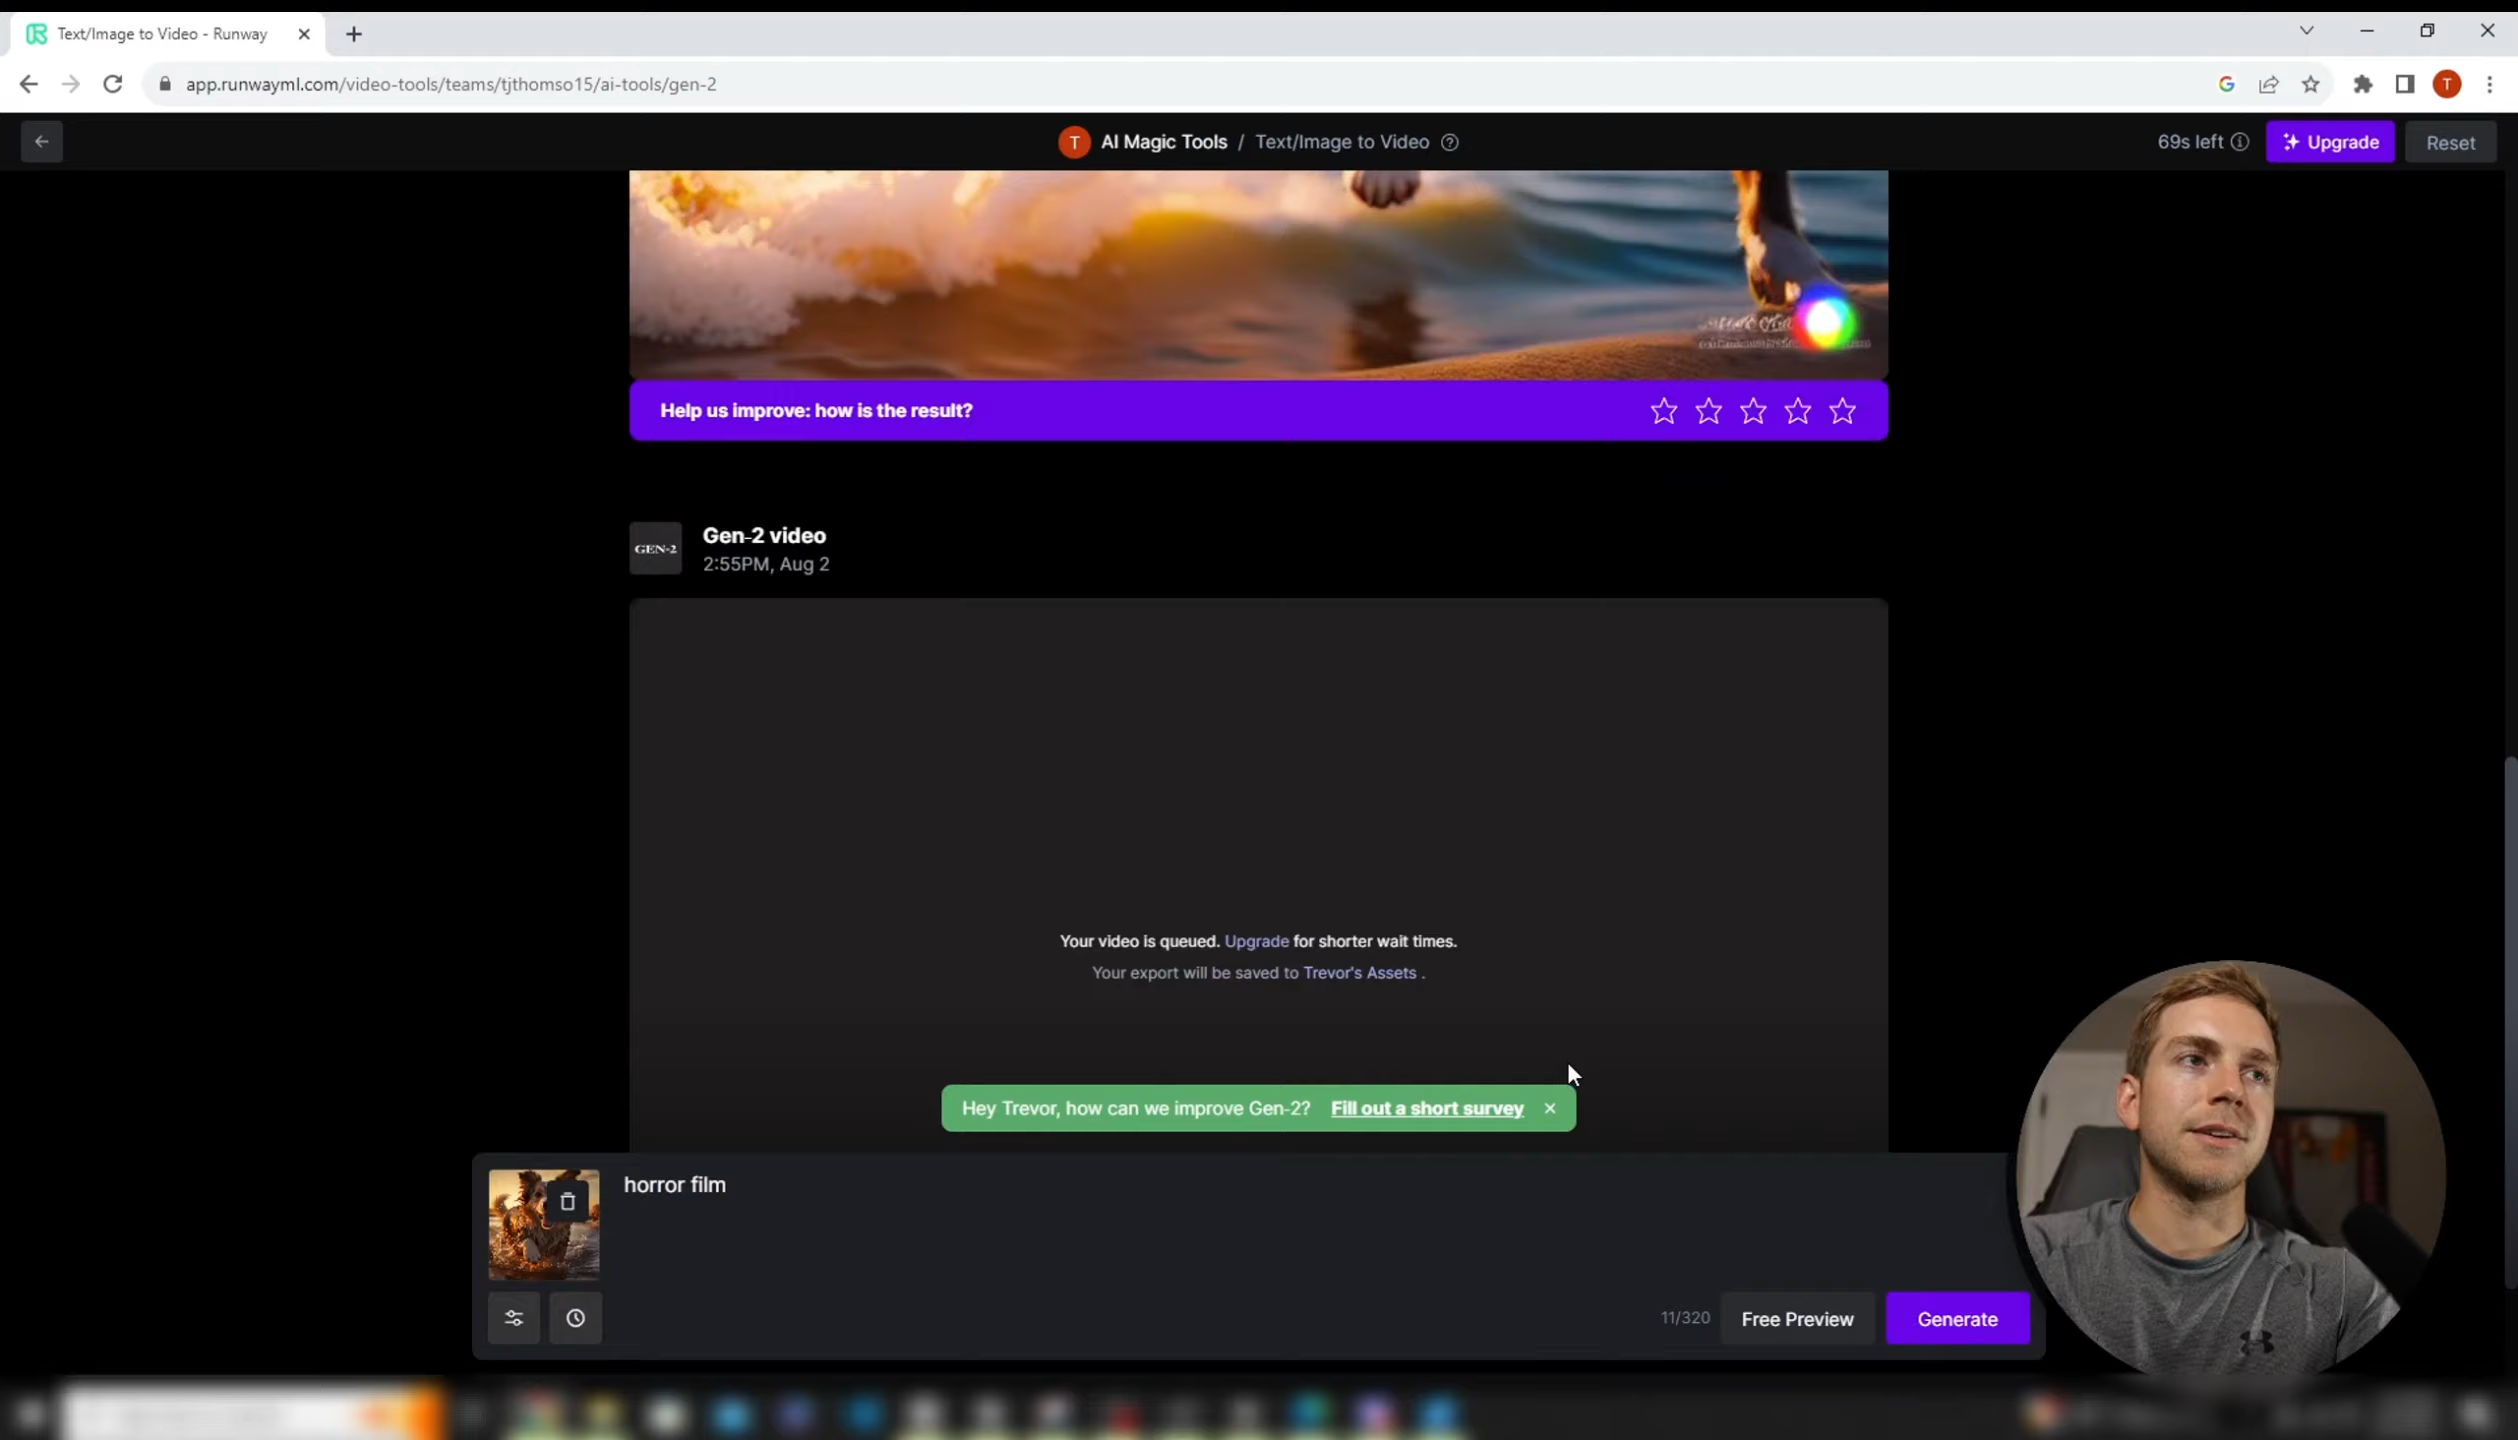 Text/Image to Video - Runway
app.runwayml.com/video-tools/teams/tjthomso15/ai-tools/gen-2
T
T AI Magic Tools / Text/Image to Video
69s left
Upgrade
Reset
Help us improve: how is the result?
GEN-2
Gen-2 video
2:55PM, Aug 2
Your video is queued. Upgrade for shorter wait times.
Your export will be saved to Trevor's Assets .
Hey Trevor, how can we improve Gen-2? Fill out a short survey
horror film
11/320
Free Preview
Generate